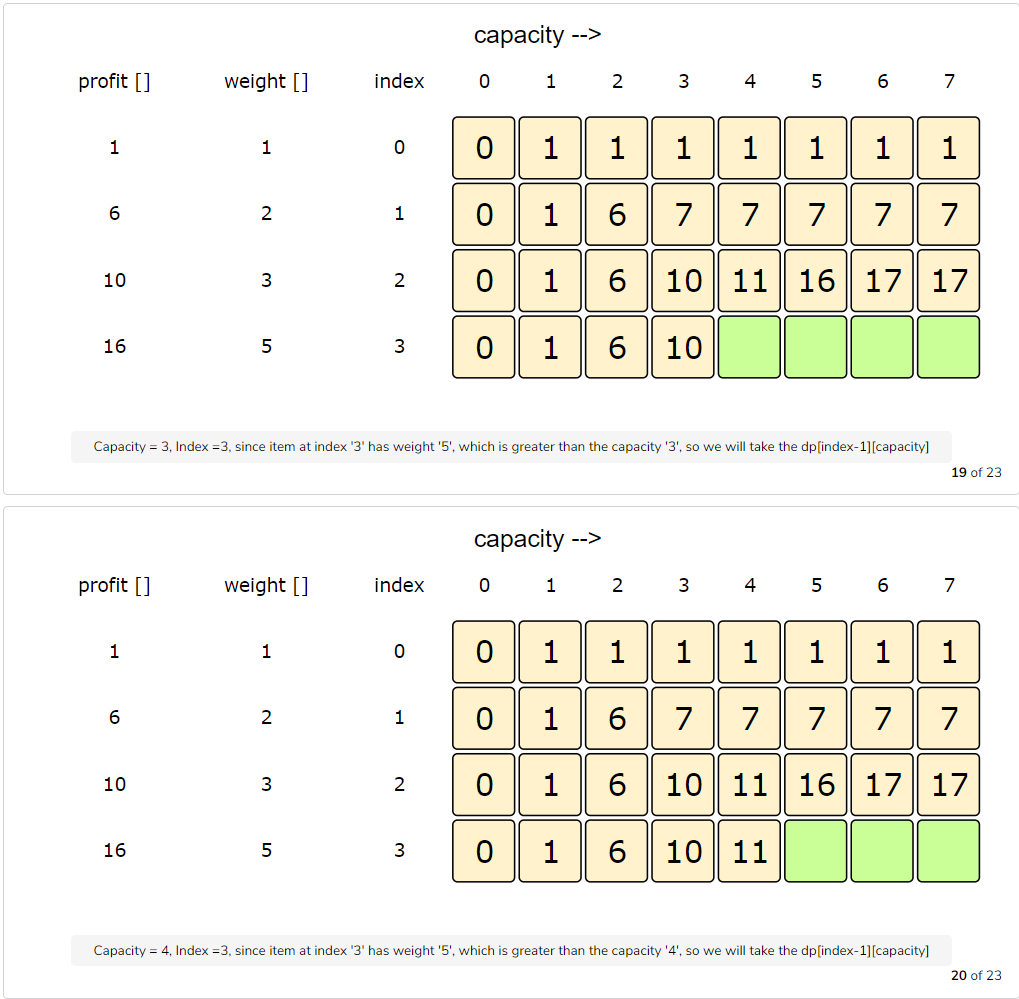 capacity -->
profit [] weight [] index 0 1 2 3 4 5 6 7
1 1 0 0 1 1 1 1 1 1 1
6 2 1 0 1 6 7 7 7 7 7
10 3 2 0 1 6 10 11 16 17 17
16 5 3 0 1 6 10
Capacity = 3, Index =3, since item at index '3' has weight '5', which is greater than the capacity '3', so we will take the dp[index-1][capacity]
19 of 23
capacity -->
profit [] weight [] index 0 1 2 3 4 5 6 7
1 1 0 0 1 1 1 1 1 1 1
6 2 1 0 1 6 7 7 7 7 7
10 3 2 0 1 6 10 11 16 17 17
16 5 3 0 1 6 10 11
Capacity = 4, Index =3, since item at index '3' has weight '5', which is greater than the capacity '4', so we will take the dp[index-1][capacity]
20 of 23